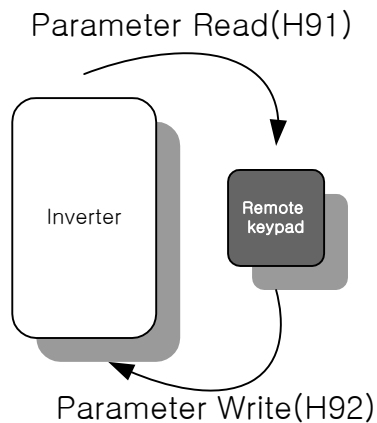 Parameter Read(H91)
Inverter
Remote
keypad
Parameter Write(H92)